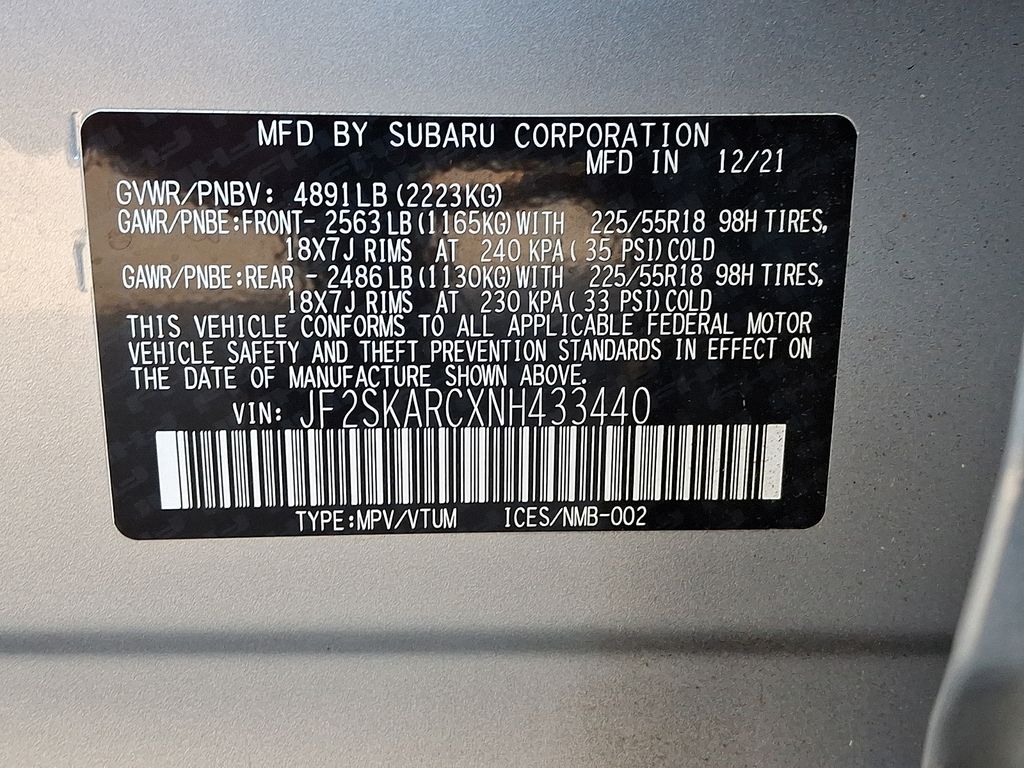 MFD BY SUBARU CORPORATION
MFD IN 12/21
GVWR/PNBV: 4891LB(2223KG)
GAWR/PNBE:FRONT- 2563LB(1165KG)WITH 225/55R18 98H TIRES,
18X7J RIMS AT 240 KPA( 35 PSI)COLD
GAWR/PNBE:REAR - 2486LB(1130KG)WITH 225/55R18 98H TIRES,
18X7J RIMS AT 230 KPA( 33 PSI)COLD
THIS VEHICLE CONFORMS TO ALL APPLICABLE FEDERAL MOTOR
VEHICLE SAFETY AND THEFT PREVENTION STANDARDS IN EFFECT ON
THE DATE OF MANUFACTURE SHOWN ABOVE.
VIN: JF2SKARCXNH433440
TYPE:MPV/VTUM ICES/NMB-002